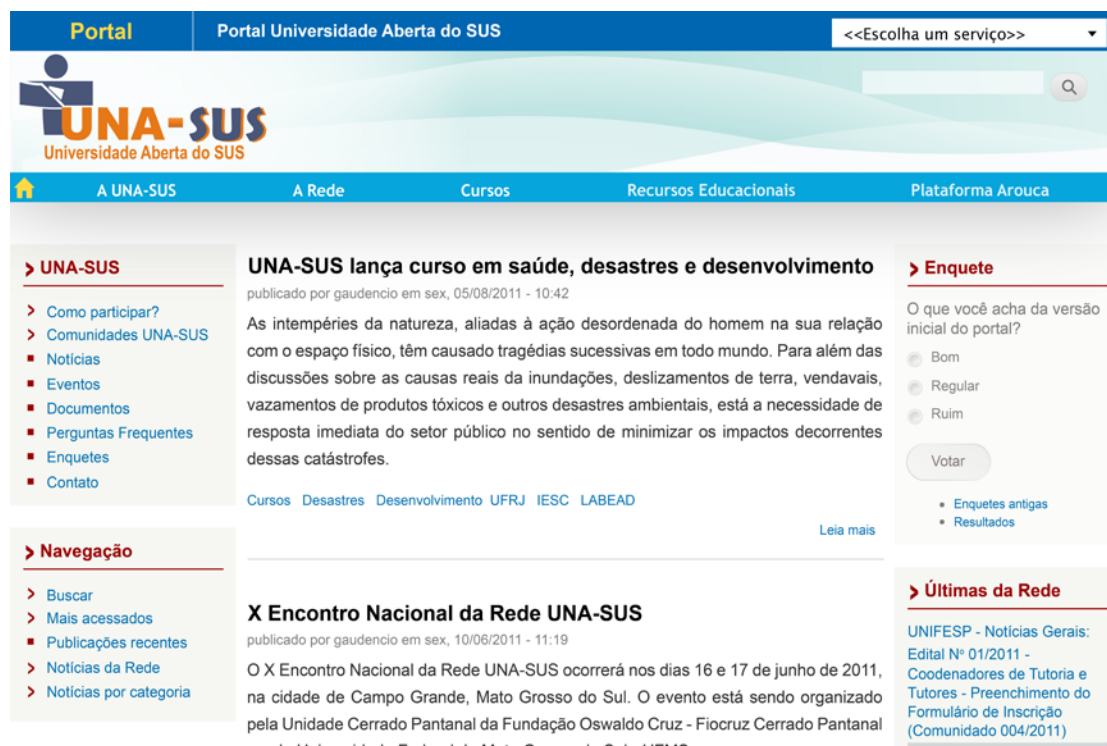 Portal
Portal Universidade Aberta do SUS
<<Escolha um serviço>>
UNA-SUS
Universidade Aberta do SUS
A UNA-SUS
A Rede
Cursos
Recursos Educacionais
Plataforma Arouca
UNA-SUS
Como participar?
Comunidades UNA-SUS
Notícias
Eventos
Documentos
Perguntas Frequentes
Enquetes
Contato
Navegação
Buscar
Mais acessados
Publicações recentes
Notícias da Rede
Notícias por categoria
UNA-SUS lança curso em saúde, desastres e desenvolvimento
publicado por gaudencio em sex, 05/08/2011 - 10:42
As intempéries da natureza, aliadas à ação desordenada do homem na sua relação
com o espaço físico, têm causado tragédias sucessivas em todo mundo. Para além das
discussões sobre as causas reais da inundações, deslizamentos de terra, vendavais,
vazamentos de produtos tóxicos e outros desastres ambientais, está a necessidade de
resposta imediata do setor público no sentido de minimizar os impactos decorrentes
dessas catástrofes.
Cursos Desastres Desenvolvimento UFRJ IESC LABEAD
Leia mais
X Encontro Nacional da Rede UNA-SUS
publicado por gaudencio em sex, 10/06/2011 - 11:19
O X Encontro Nacional da Rede UNA-SUS ocorrerá nos dias 16 e 17 de junho de 2011,
na cidade de Campo Grande, Mato Grosso do Sul. O evento está sendo organizado
pela Unidade Cerrado Pantanal da Fundação Oswaldo Cruz - Fiocruz Cerrado Pantanal
Enquete
O que você acha da versão
inicial do portal?
Bom
Regular
Ruim
Votar
Enquetes antigas
Resultados
Últimas da Rede
UNIFESP - Notícias Gerais:
Edital Nº 01/2011 -
Coodenadores de Tutoria e
Tutores - Preenchimento do
Formulário de Inscrição
(Comunidado 004/2011)